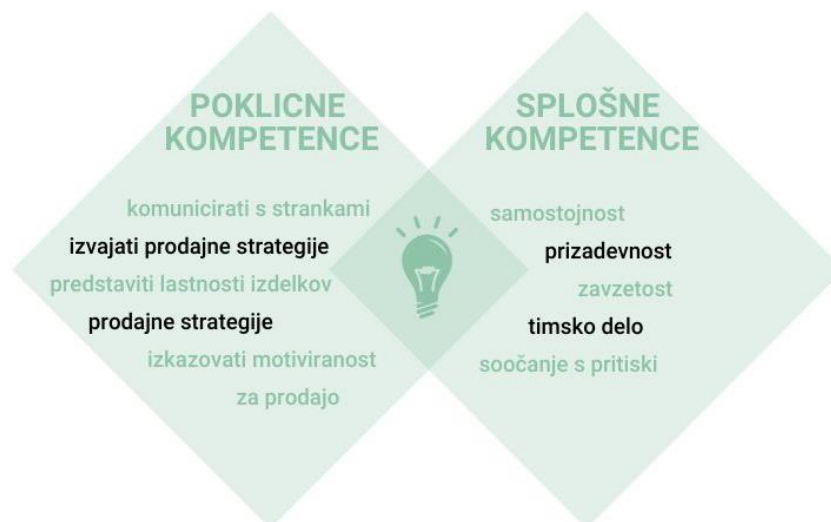 POKLICNE
KOMPETENCE
komunicirati s strankami
izvajati prodajne strategije
predstaviti lastnosti izdelkov
prodajne strategije
izkazovati motiviranost
za prodajo
SPLOŠNE
KOMPETENCE
samostojnost
prizadevnost
zavzetost
timsko delo
soočanje s pritiski